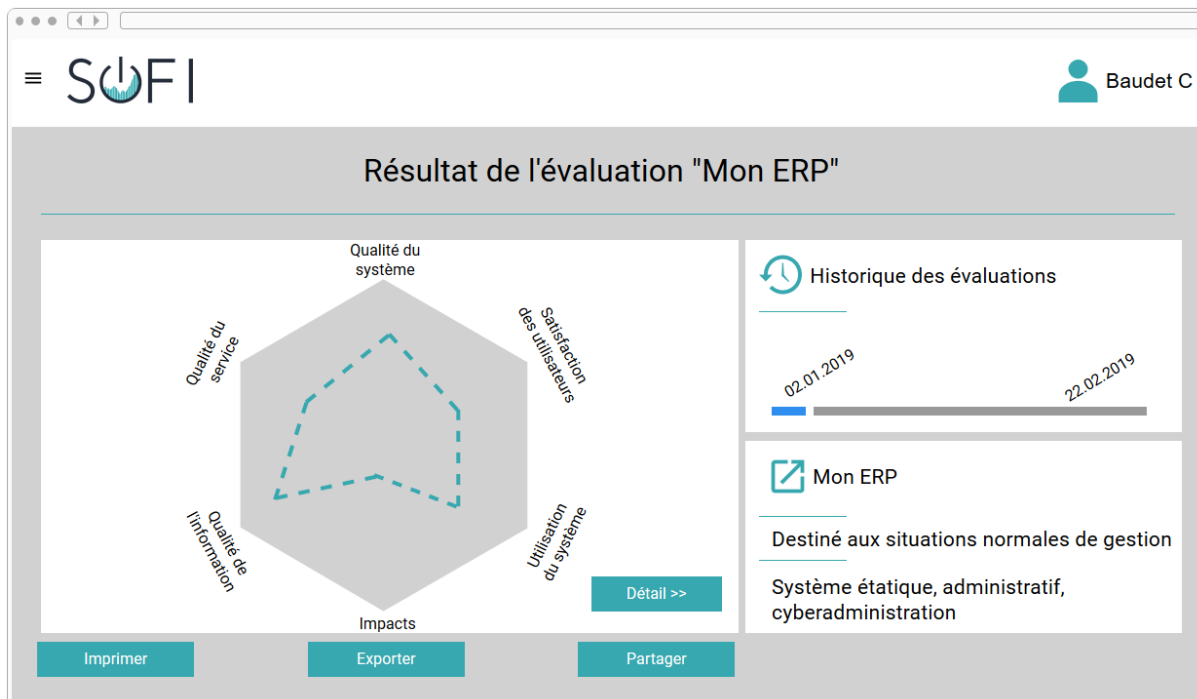 SOFI
Baudet C
Résultat de l'évaluation "Mon ERP"
Qualité du
système
Satisfaction
des utilisateurs
Utilisation
du système
Impacts
Qualité de
l'information
Qualité du
service
Détail >>
Historique des évaluations
02.01.2019
22.02.2019
Mon ERP
Destiné aux situations normales de gestion
Système étatique, administratif,
cyberadministration
Imprimer
Exporter
Partager